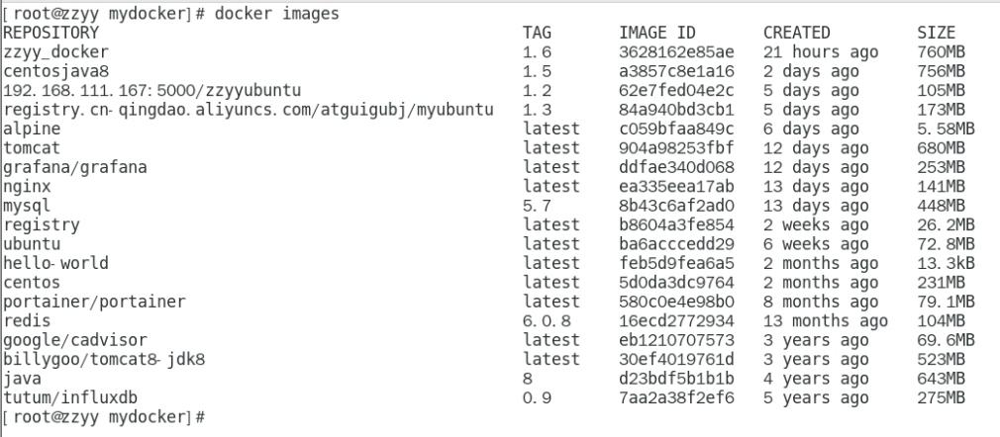 [root@zzyy mydocker]# docker images
REPOSITORY TAG IMAGE ID CREATED SIZE
zzyy_docker 1.6 3628162e85ae 21 hours ago 760MB
centosjava8 1.5 a3857c8e1a16 2 days ago 756MB
192.168.111.167:5000/zzyyubuntu 1.2 62e7fed04e2c 5 days ago 105MB
registry.cn-qingdao.aliyuncs.com/atguigubj/myubuntu 1.3 84a940bd3cb1 5 days ago 173MB
alpine latest c059bfaa849c 6 days ago 5.58MB
tomcat latest 904a98253fbf 12 days ago 680MB
grafana/grafana latest ddfae340d068 12 days ago 253MB
nginx latest ea335eea17ab 13 days ago 141MB
mysql 5.7 8b43c6af2ad0 13 days ago 448MB
registry latest b8604a3fe854 2 weeks ago 26.2MB
ubuntu latest ba6acccedd29 6 weeks ago 72.8MB
hello-world latest feb5d9fea6a5 2 months ago 13.3kB
centos latest 5d0da3dc9764 2 months ago 231MB
portainer/portainer latest 580c0e4e98b0 8 months ago 79.1MB
redis 6.0.8 16ecd2772934 13 months ago 104MB
google/cadvisor latest eb1210707573 3 years ago 69.6MB
billygoo/tomcat8-jdk8 latest 30ef4019761d 3 years ago 523MB
java 8 d23bdf5b1b1b 4 years ago 643MB
tutum/influxdb 0.9 7aa2a38f2ef6 5 years ago 275MB
[root@zzyy mydocker]#